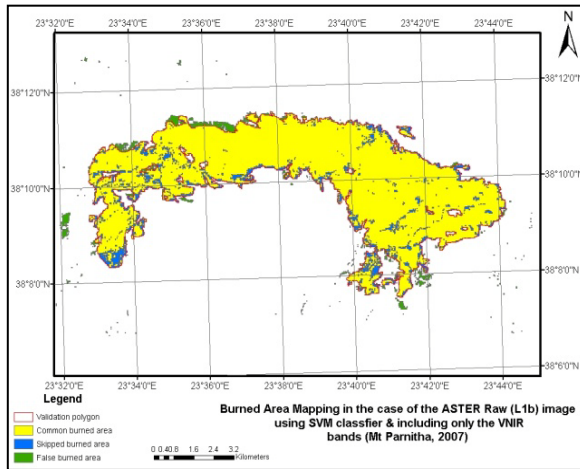 23°32'0"E 23°34'0"E 23°36'0"E 23°38'0"E 23°40'0"E 23°42'0"E 23°44'0"E
N
38°12'0"N 38°12'0"N
38°10'0"N 38°10'0"N
38°8'0"N 38°8'0"N
38°6'0"N
23°32'0"E 23°34'0"E 23°36'0"E 23°38'0"E 23°40'0"E 23°42'0"E 23°44'0"E
Legend
Validation polygon
Common burned area
Skipped burned area
False burned area
Burned Area Mapping in the case of the ASTER Raw (L1b) image
using SVM classfier & including only the VNIR
bands (Mt Parnitha, 2007)
0 0.4 0.8 1.6 2.4 3.2
Kilometers